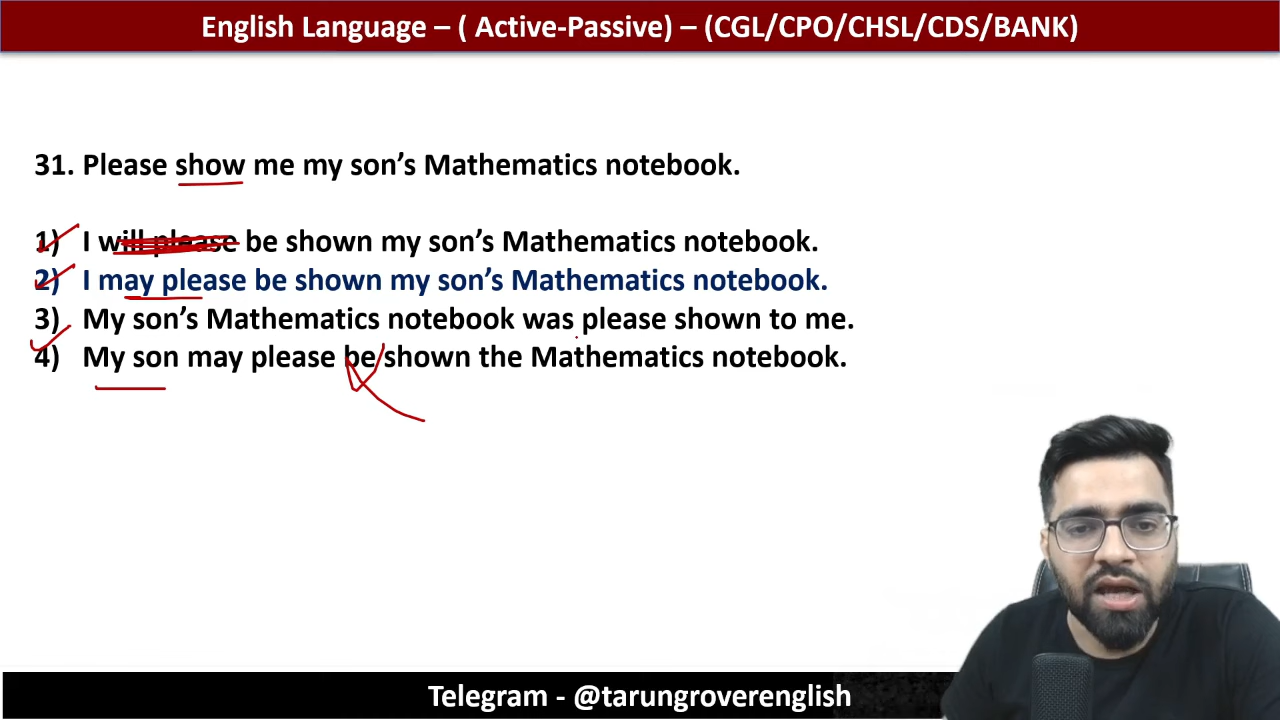 English Language – ( Active-Passive) – (CGL/CPO/CHSL/CDS/BANK)
31. Please show me my son’s Mathematics notebook.
1) I will please be shown my son’s Mathematics notebook.
2) I may please be shown my son’s Mathematics notebook.
3) My son’s Mathematics notebook was please shown to me.
4) My son may please be shown the Mathematics notebook.
Telegram - @tarungroverenglish